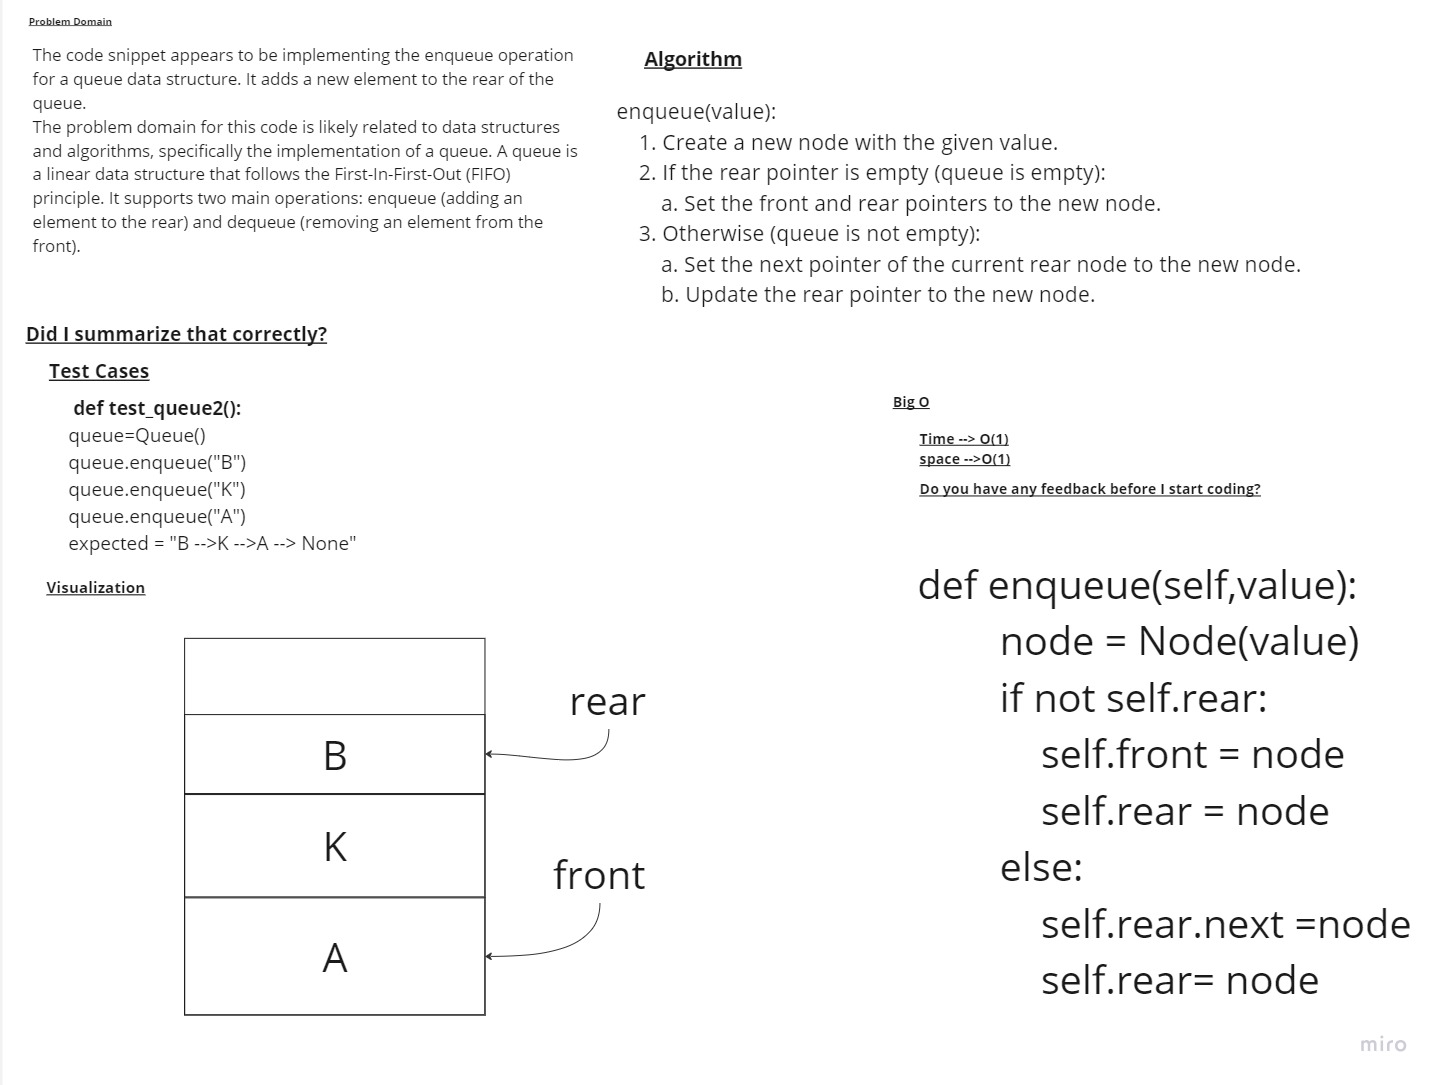 Problem Domain
The code snippet appears to be implementing the enqueue operation
for a queue data structure. It adds a new element to the rear of the
queue.
The problem domain for this code is likely related to data structures
and algorithms, specifically the implementation of a queue. A queue is
a linear data structure that follows the First-In-First-Out (FIFO)
principle. It supports two main operations: enqueue (adding an
element to the rear) and dequeue (removing an element from the
front).
Algorithm
enqueue(value):
1. Create a new node with the given value.
2. If the rear pointer is empty (queue is empty):
a. Set the front and rear pointers to the new node.
3. Otherwise (queue is not empty):
a. Set the next pointer of the current rear node to the new node.
b. Update the rear pointer to the new node.
Did I summarize that correctly?
Test Cases
def test_queue2():
queue=Queue()
queue.enqueue("B")
queue.enqueue("K")
queue.enqueue("A")
expected = "B -->K -->A --> None"
Big O
Time --> O(1)
space -->O(1)
Do you have any feedback before I start coding?
Visualization
B
K
A
rear
front
def enqueue(self,value):
node = Node(value)
if not self.rear:
self.front = node
self.rear = node
else:
self.rear.next =node
self.rear= node
miro